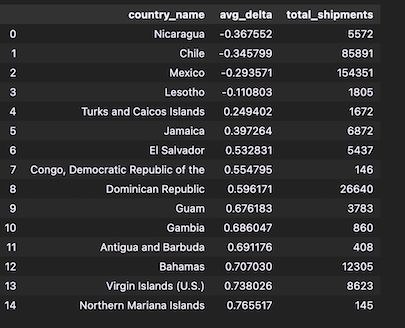 country_name avg_delta total_shipments
0 Nicaragua -0.367552 5572
1 Chile -0.345799 85891
2 Mexico -0.293571 154351
3 Lesotho -0.110803 1805
4 Turks and Caicos Islands 0.249402 1672
5 Jamaica 0.397264 6872
6 El Salvador 0.532831 5437
7 Congo, Democratic Republic of the 0.554795 146
8 Dominican Republic 0.596171 26640
9 Guam 0.676183 3783
10 Gambia 0.686047 860
11 Antigua and Barbuda 0.691176 408
12 Bahamas 0.707030 12305
13 Virgin Islands (U.S.) 0.738026 8623
14 Northern Mariana Islands 0.765517 145